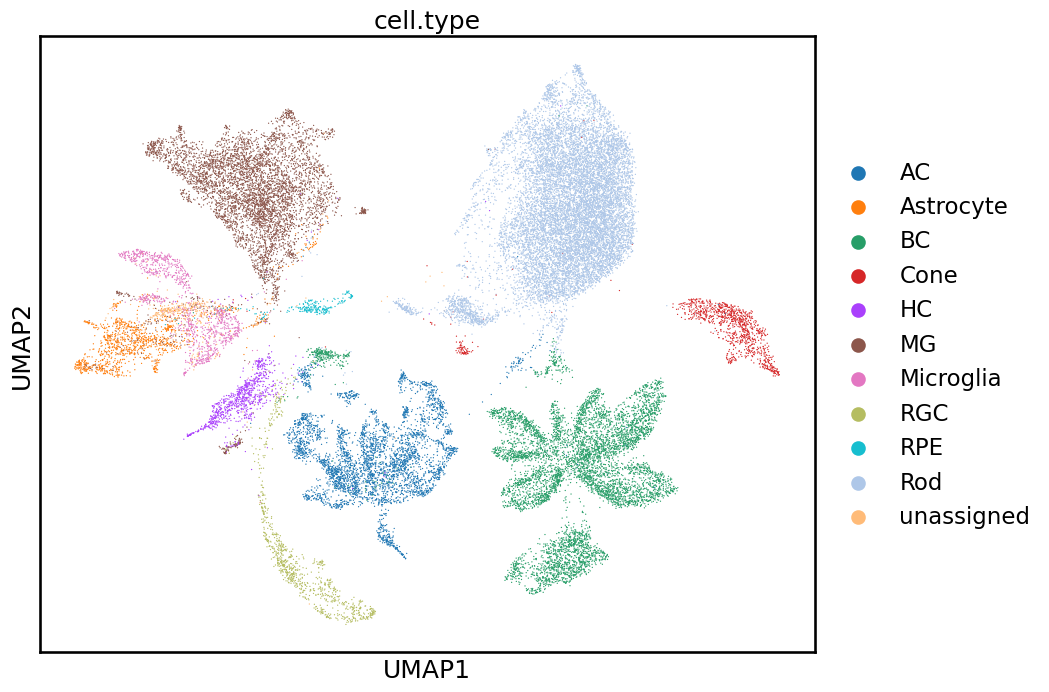 cell.type
UMAP2
UMAP1
AC
Astrocyte
BC
Cone
HC
MG
Microglia
RGC
RPE
Rod
unassigned